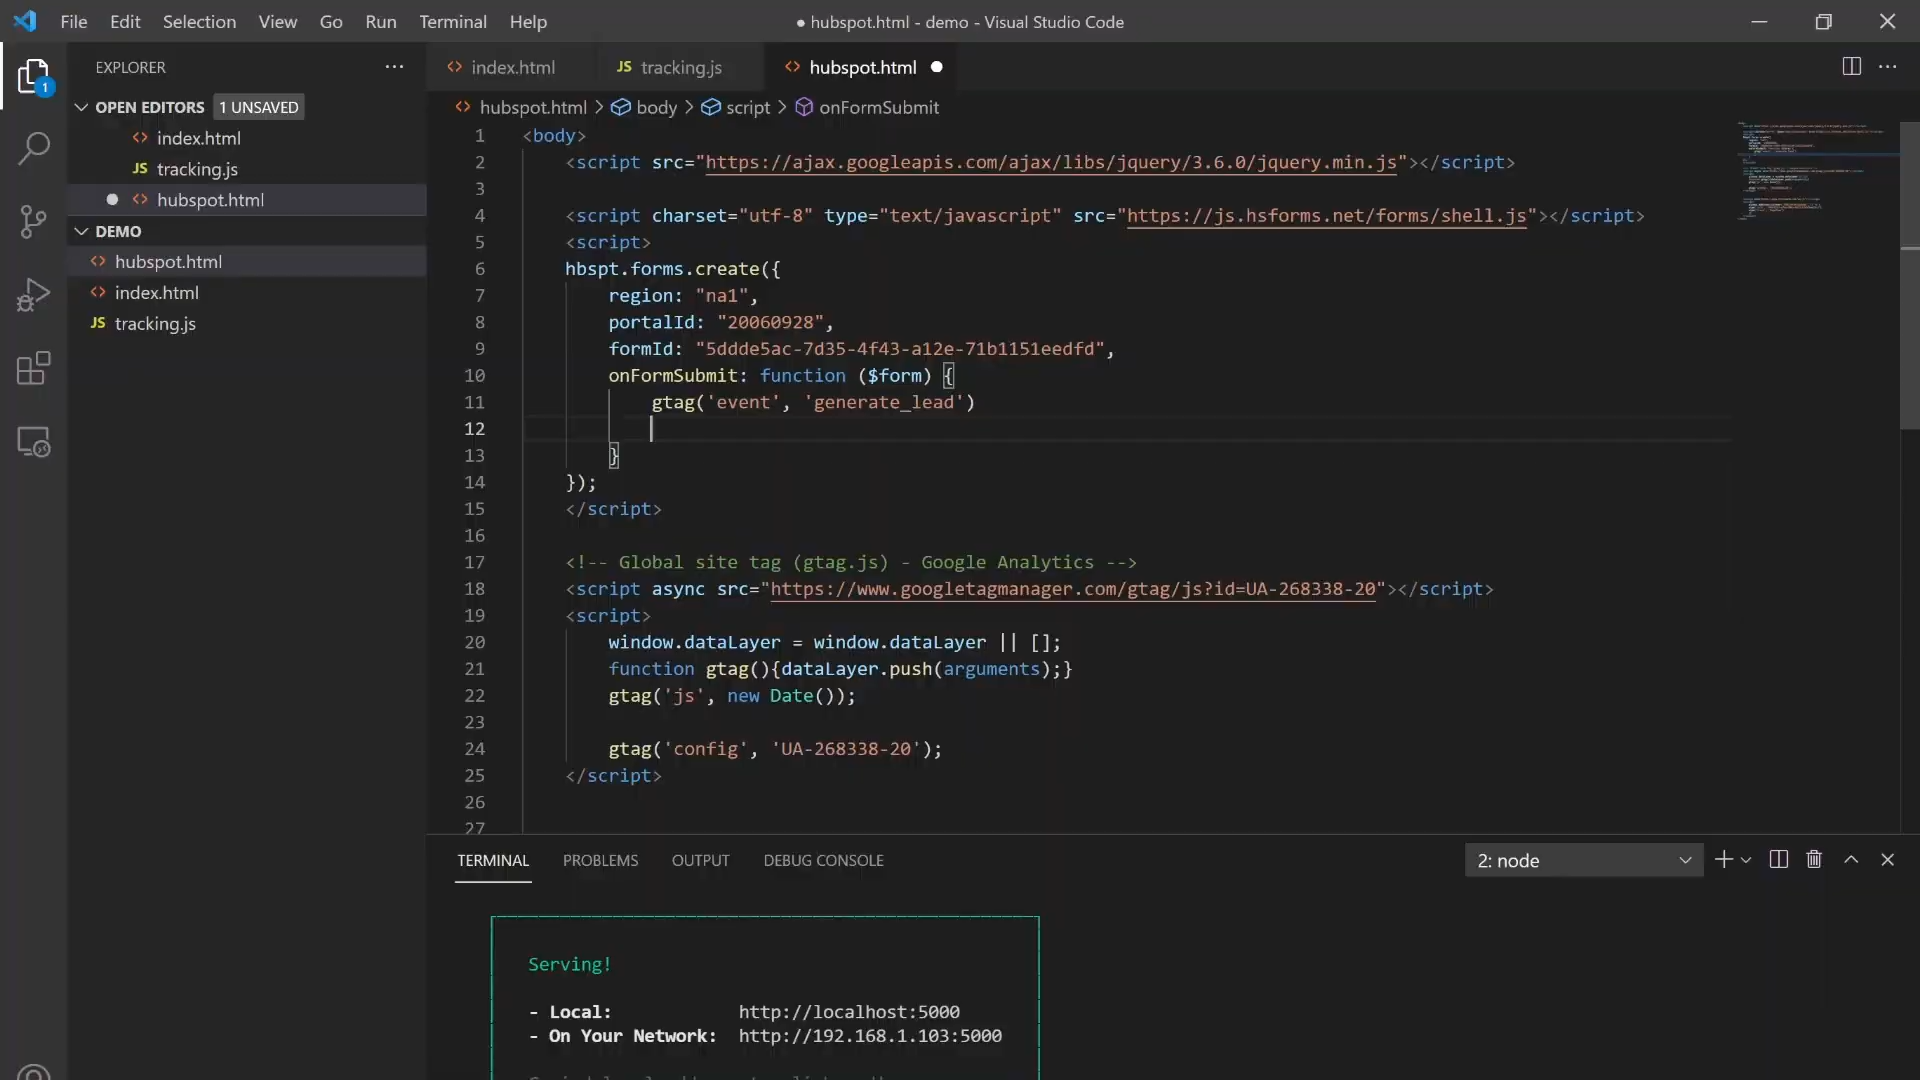 File Edit Selection View Go Run Terminal Help
● hubspot.html - demo - Visual Studio Code
1
EXPLORER
OPEN EDITORS 1 UNSAVED
index.html
JS tracking.js
hubspot.html
DEMO
hubspot.html
index.html
JS tracking.js
index.html JS tracking.js hubspot.html
hubspot.html > body > script > onFormSubmit
1 <body>
2 <script src="https://ajax.googleapis.com/ajax/libs/jquery/3.6.0/jquery.min.js"></script>
3
4 <script charset="utf-8" type="text/javascript" src="https://js.hsforms.net/forms/shell.js"></script>
5 <script>
6 hbspt.forms.create({
7 region: "na1",
8 portalId: "20060928",
9 formId: "5ddde5ac-7d35-4f43-a12e-71b1151eedfd",
10 onFormSubmit: function ($form) {
11 gtag('event', 'generate_lead')
12
13 }
14 });
15 </script>
16
17 <!-- Global site tag (gtag.js) - Google Analytics -->
18 <script async src="https://www.googletagmanager.com/gtag/js?id=UA-268338-20"></script>
19 <script>
20 window.dataLayer = window.dataLayer || [];
21 function gtag(){dataLayer.push(arguments);}
22 gtag('js', new Date());
23
24 gtag('config', 'UA-268338-20');
25 </script>
26
27
TERMINAL PROBLEMS OUTPUT DEBUG CONSOLE 2: node
Serving!
- Local: http://localhost:5000
- On Your Network: http://192.168.1.103:5000